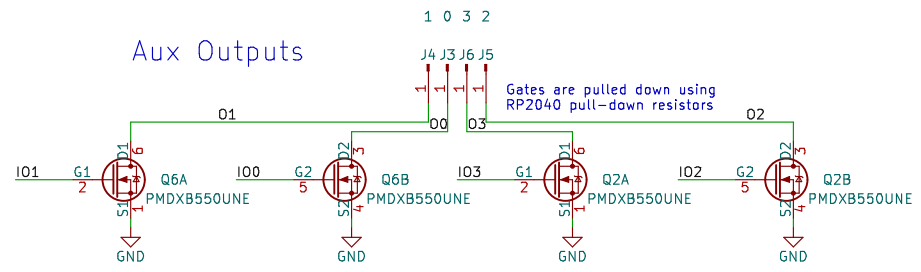 1 0 3 2
Aux Outputs
J4 J3 J6 J5
1 1 1 1
Gates are pulled down using
RP2040 pull-down resistors
O1 O0 O3 O2
D1 6 D2 3 D1 6 D2 3
IO1 G1 2 Q6A IO0 G2 5 Q6B IO3 G1 2 Q2A IO2 G2 5 Q2B
PMDXB550UNE PMDXB550UNE PMDXB550UNE PMDXB550UNE
S1 1 S2 4 S1 1 S2 4
GND GND GND GND